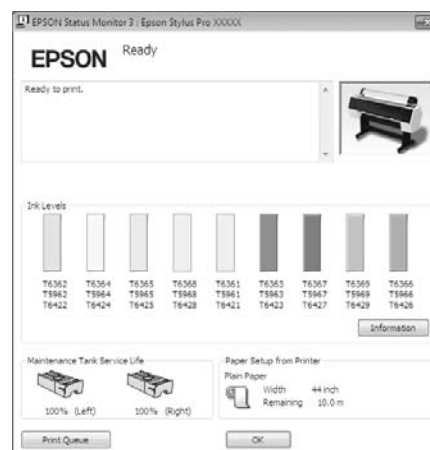 EPSON Status Monitor 3 : Epson Stylus Pro XXXXX
EPSON
Ready
Ready to print.
Ink Levels
T6362 T6364 T6365 T6368 T6361 T6363 T6367 T6369 T6366
T5962 T5964 T5965 T5968 T5961 T5963 T5967 T5969 T5966
T6422 T6424 T6425 T6428 T6421 T6423 T6427 T6429 T6426
Information
Maintenance Tank Service Life
100% (Left) 100% (Right)
Paper Setup from Printer
Plain Paper
Width 44 inch
Remaining 10.0 m
Print Queue
OK